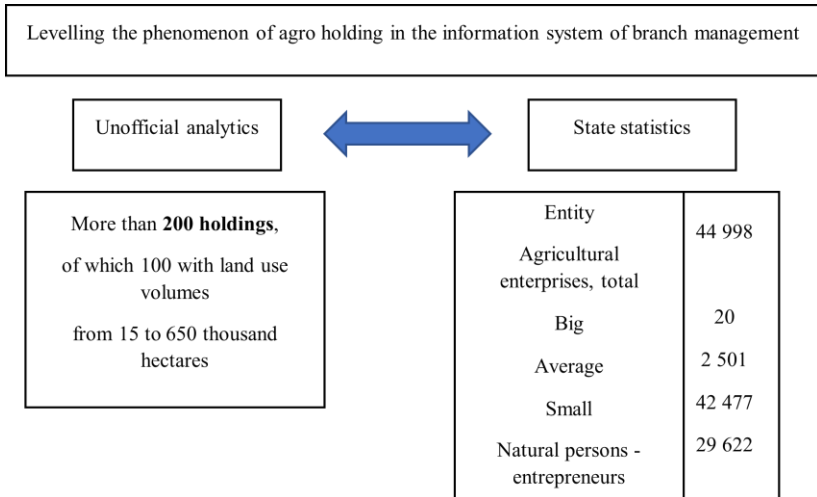 Levelling the phenomenon of agro holding in the information system of branch management
Unofficial analytics
State statistics
More than 200 holdings,
of which 100 with land use
volumes
from 15 to 650 thousand
hectares
Entity
44 998
Agricultural
enterprises, total
Big
20
Average
2 501
Small
42 477
Natural persons -
29 622
entrepreneurs